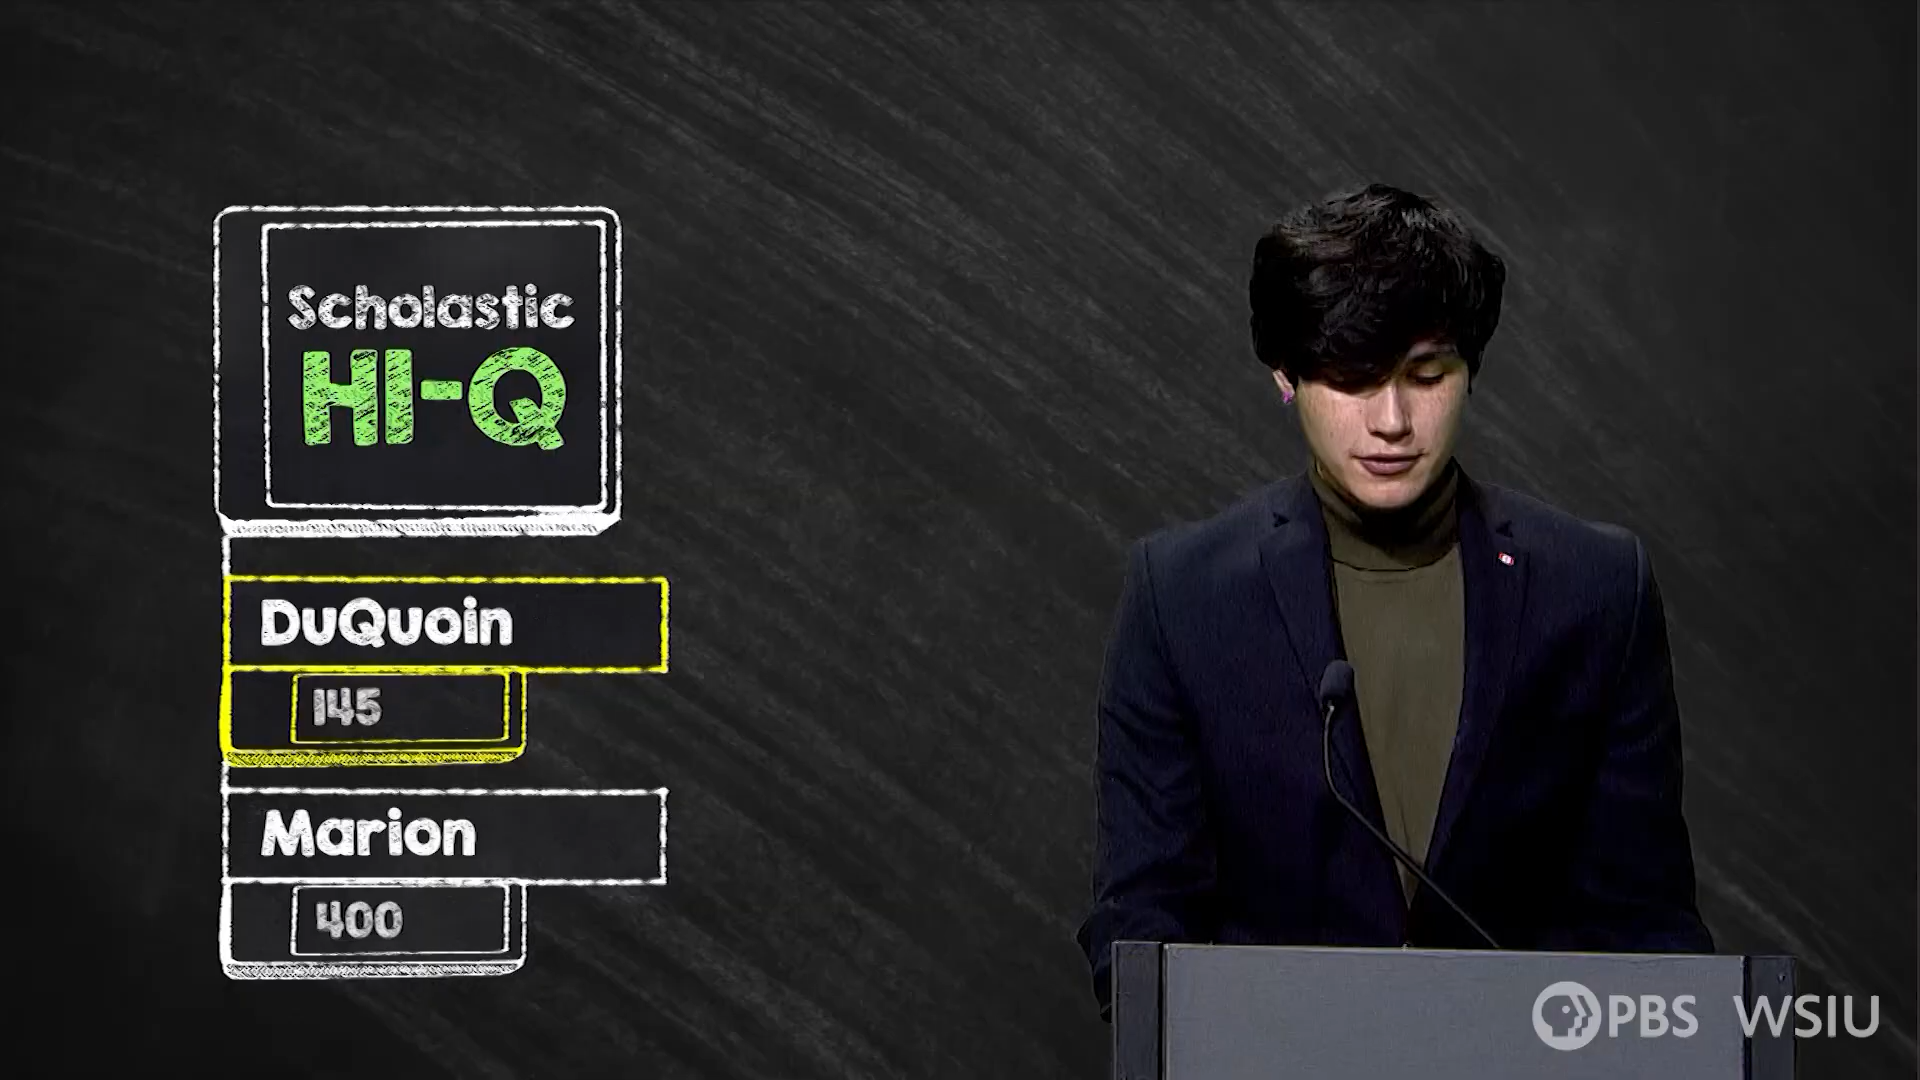 Scholastic
HI-Q
DuQuoin
145
Marion
400
PBS WSIU